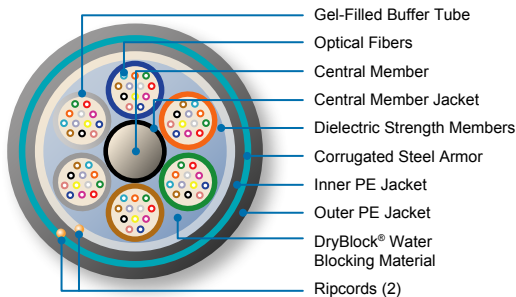 Gel-Filled Buffer Tube
Optical Fibers
Central Member
Central Member Jacket
Dielectric Strength Members
Corrugated Steel Armor
Inner PE Jacket
Outer PE Jacket
DryBlock® Water
Blocking Material
Ripcords (2)